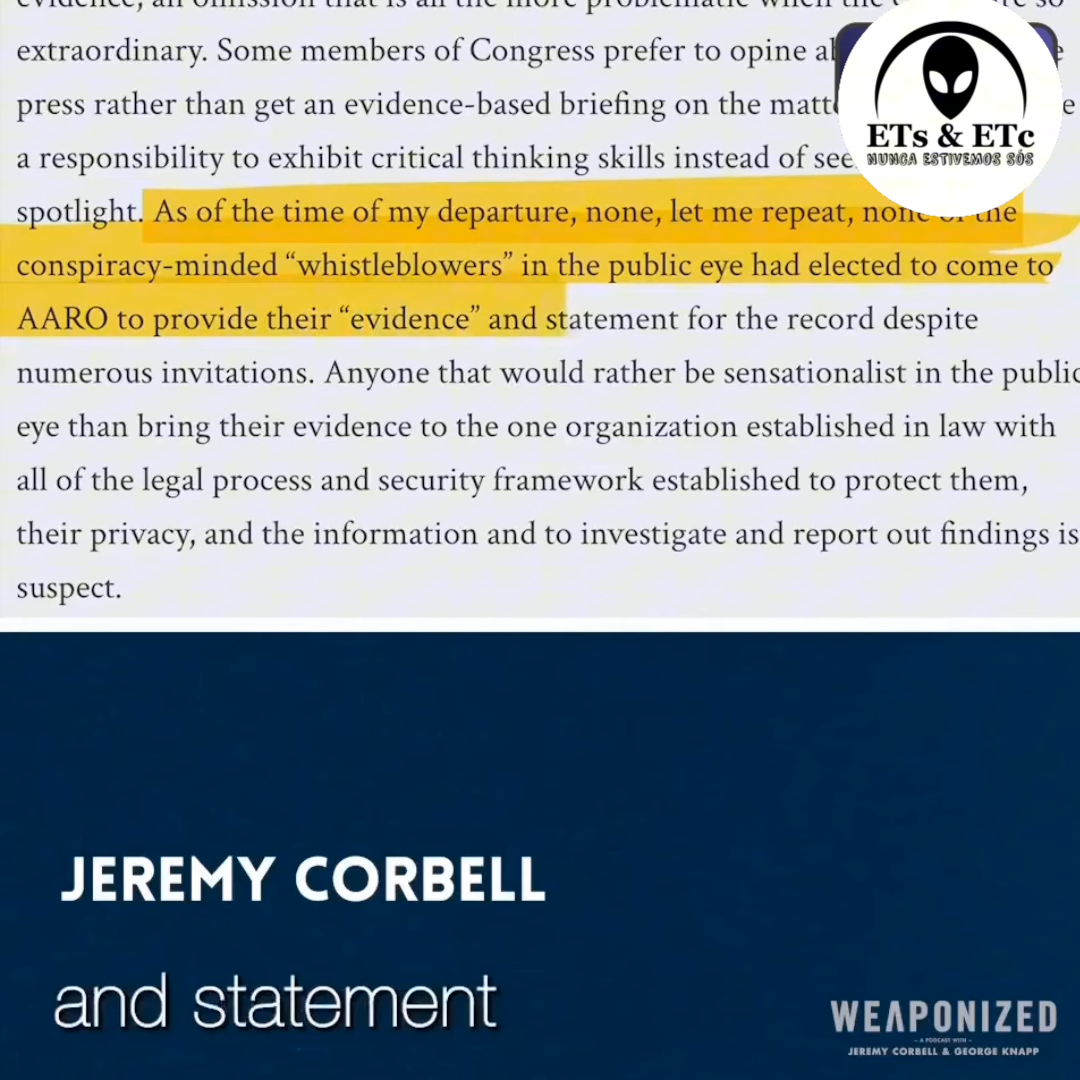 extraordinary. Some members of Congress prefer to opine
press rather than get an evidence-based briefing on the
a responsibility to exhibit critical thinking skills instead of
spotlight. As of the time of my departure, none, let me repeat, none of the
conspiracy-minded “whistleblowers” in the public eye had elected to come to
AARO to provide their “evidence” and statement for the record despite
numerous invitations. Anyone that would rather be sensationalist in the public
eye than bring their evidence to the one organization established in law with
all of the legal process and security framework established to protect them,
their privacy, and the information and to investigate and report out findings is
suspect.
ETs & ETc
NUNCA ESTIVEMOS SÓS
JEREMY CORBELL
and statement
WEAPONIZED
– A PODCAST WITH –
JEREMY CORBELL & GEORGE KNAPP